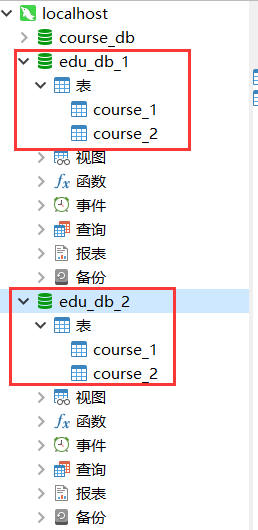 localhost
course_db
edu_db_1
表
course_1
course_2
视图
fx 函数
事件
查询
报表
备份
edu_db_2
表
course_1
course_2
视图
fx 函数
事件
查询
报表
备份